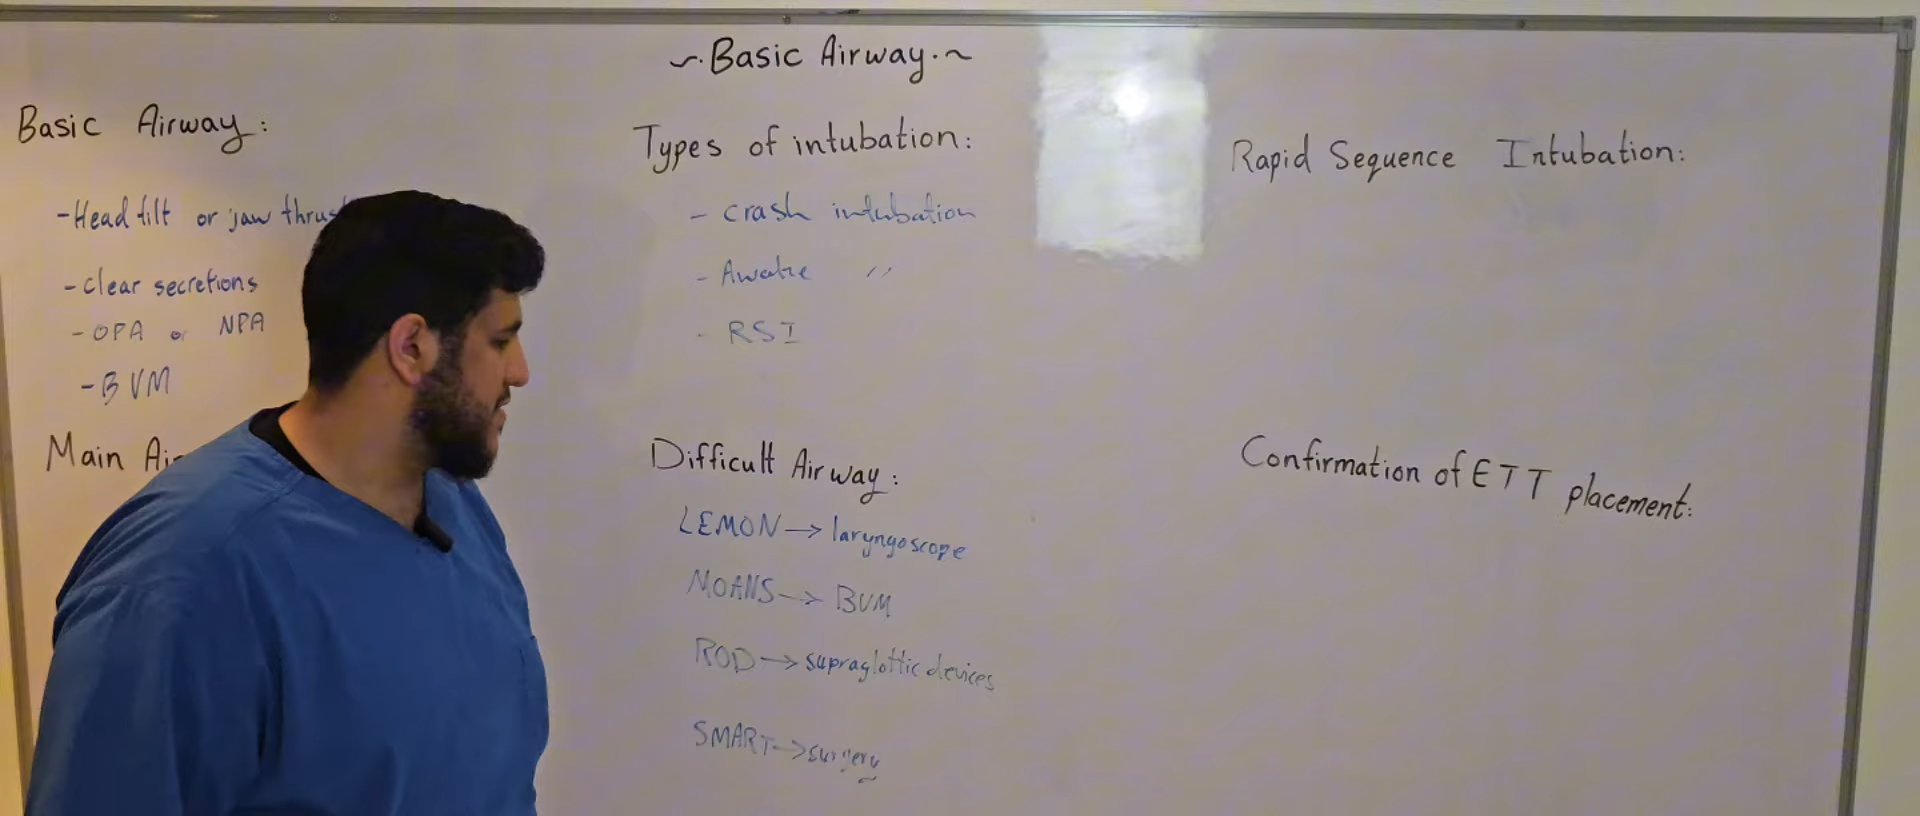 ~. Basic Airway. ~
Basic Airway:
- Head tilt or jaw thrust
- clear secretions
- OPA or NPA
- BVM
Main Air
Types of intubation:
- crash intubation
- Awake 〃
- RSI
Difficult Airway:
LEMON → laryngoscope
MOANS → BVM
ROD → supraglottic devices
SMART → surgery
Rapid Sequence Intubation:
Confirmation of ETT placement: